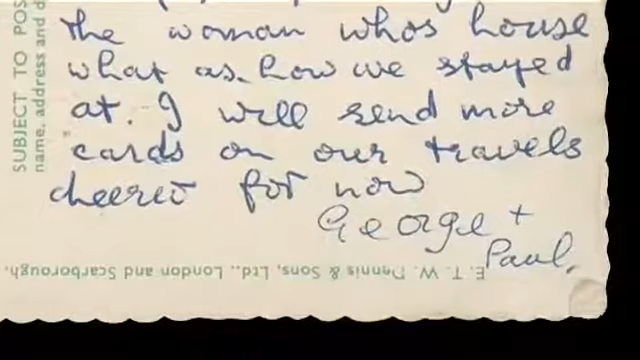 the woman whos house
what as. how we stayed
at. I will send more
cards on our travels
cheerio for now
George +
Paul.
E. T. W. Dennis & Sons, Ltd., London and Scarborough.
SUBJECT TO POS
name, address and d